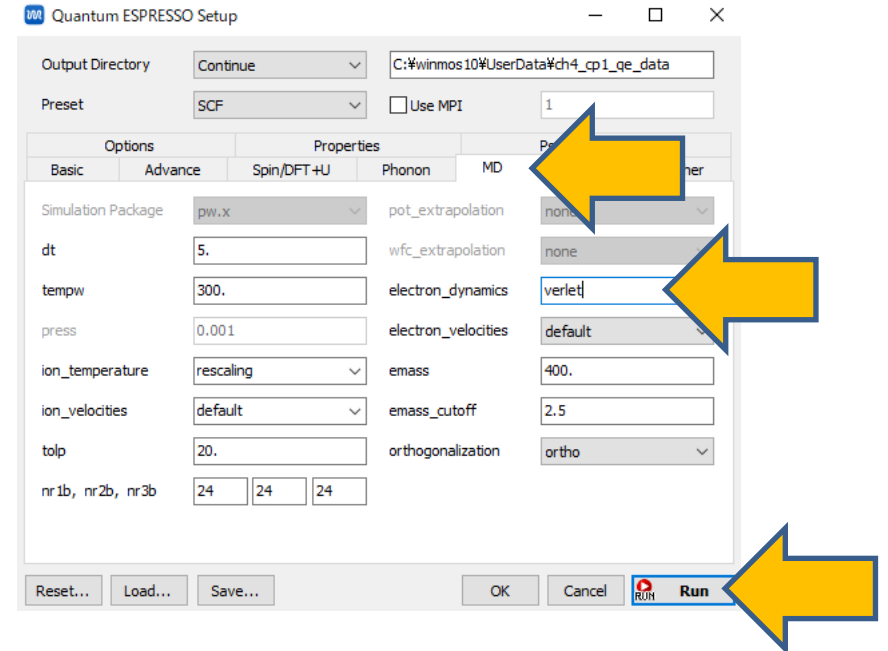 Quantum ESPRESSO Setup
Output Directory Continue C:¥winmos10¥UserData¥ch4_cp1_qe_data
Preset SCF Use MPI 1
Options Properties
Basic Advance Spin/DFT+U Phonon MD
Simulation Package pw.x pot_extrapolation none
dt 5. wfc_extrapolation none
tempw 300. electron_dynamics verlet
press 0.001 electron_velocities default
ion_temperature rescaling emass 400.
ion_velocities default emass_cutoff 2.5
tolp 20. orthogonalization ortho
nr1b, nr2b, nr3b 24 24 24
Reset... Load... Save... OK Cancel RUN Run